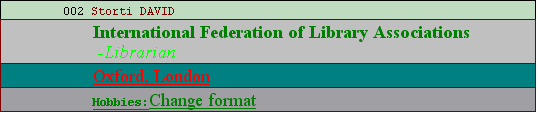 002 Storti DAVID
International Federation of Library Associations
-Librarian
Oxford, London
Hobbies:Change format